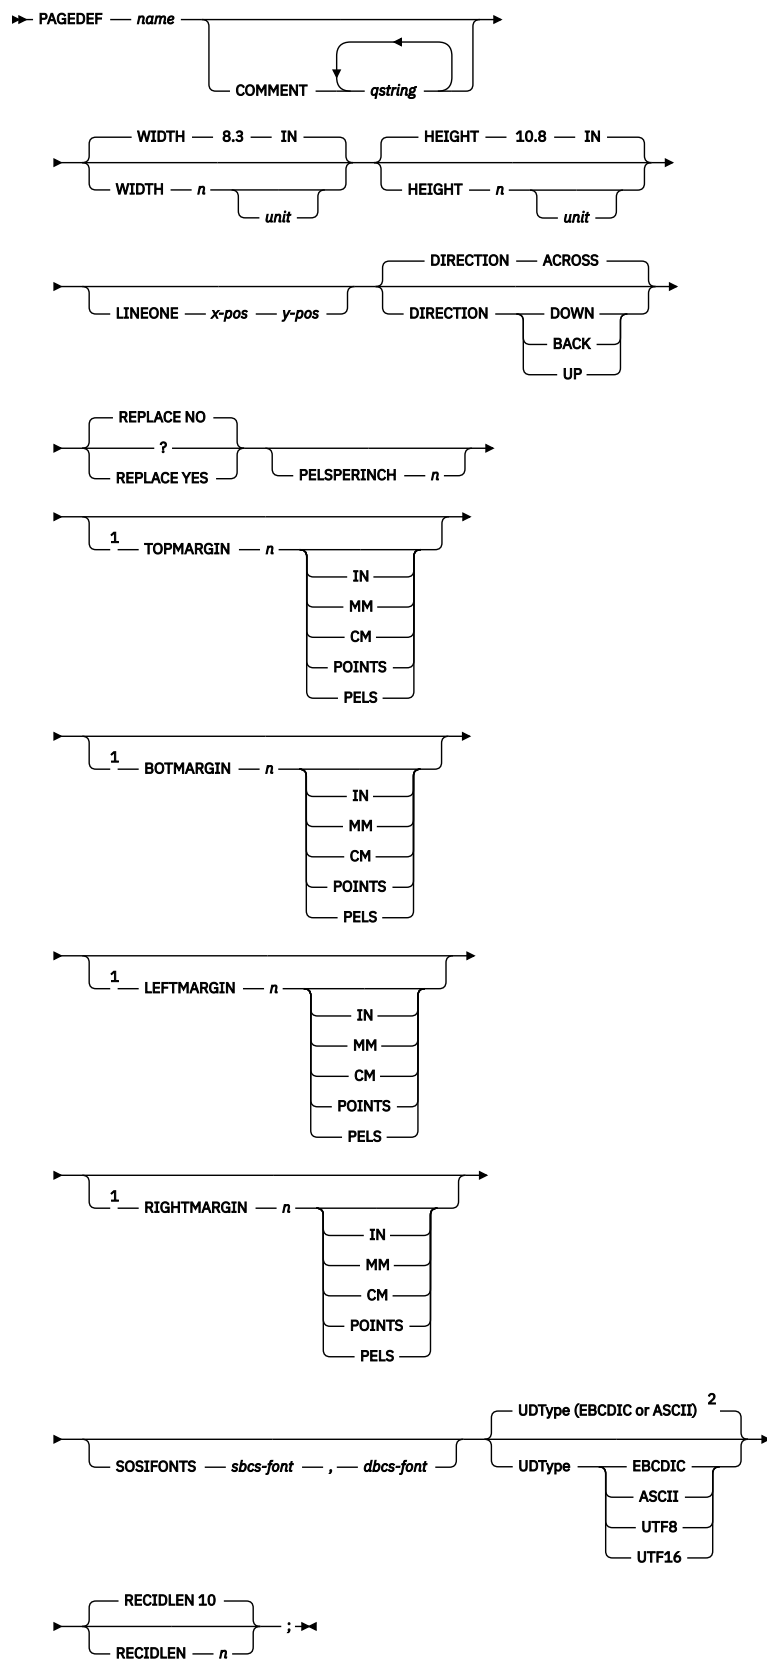 PAGEDEF name
COMMENT qstring
WIDTH 8.3 IN HEIGHT 10.8 IN
WIDTH n HEIGHT n
unit unit
DIRECTION ACROSS
LINEONE x-pos y-pos DIRECTION DOWN
BACK
UP
REPLACE NO
?
REPLACE YES PELSPERINCH n
1 TOPMARGIN n
IN
MM
CM
POINTS
PELS
1 BOTMARGIN n
IN
MM
CM
POINTS
PELS
1 LEFTMARGIN n
IN
MM
CM
POINTS
PELS
1 RIGHTMARGIN n
IN
MM
CM
POINTS
PELS
UDType (EBCDIC or ASCII) 2
SOSIFONTS sbcs-font , dbcs-font UDType EBCDIC
ASCII
UTF8
UTF16
RECIDLEN 10
;
RECIDLEN n